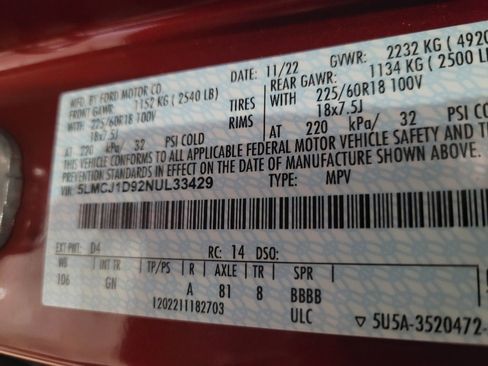 MFD. BY FORD MOTOR CO.
DATE: 11/22 GVWR: 2232 KG ( 4920
FRONT GAWR: 1152 KG ( 2540 LB)
REAR GAWR: 1134 KG ( 2500 LB
WITH 225/60R18 100V TIRES WITH 225/60R18 100V
18x7.5J RIMS 18x7.5J
AT 220 kPa/ 32 PSI COLD AT 220 kPa/ 32 PSI COLD
THIS VEHICLE CONFORMS TO ALL APPLICABLE FEDERAL MOTOR VEHICLE SAFETY AND THEFT
PREVENTION STANDARDS IN EFFECT ON THE DATE OF MANUFACTURE SHOWN ABOVE.
VIN: 5LMCJ1D92NUL33429 TYPE: MPV
EXT PNT: D4 RC: 14 DSO:
WB INT TR TP/PS R AXLE TR SPR
106 GN A 81 8 BBBB
1202211182703 ULC ▽ 5U5A-3520472-